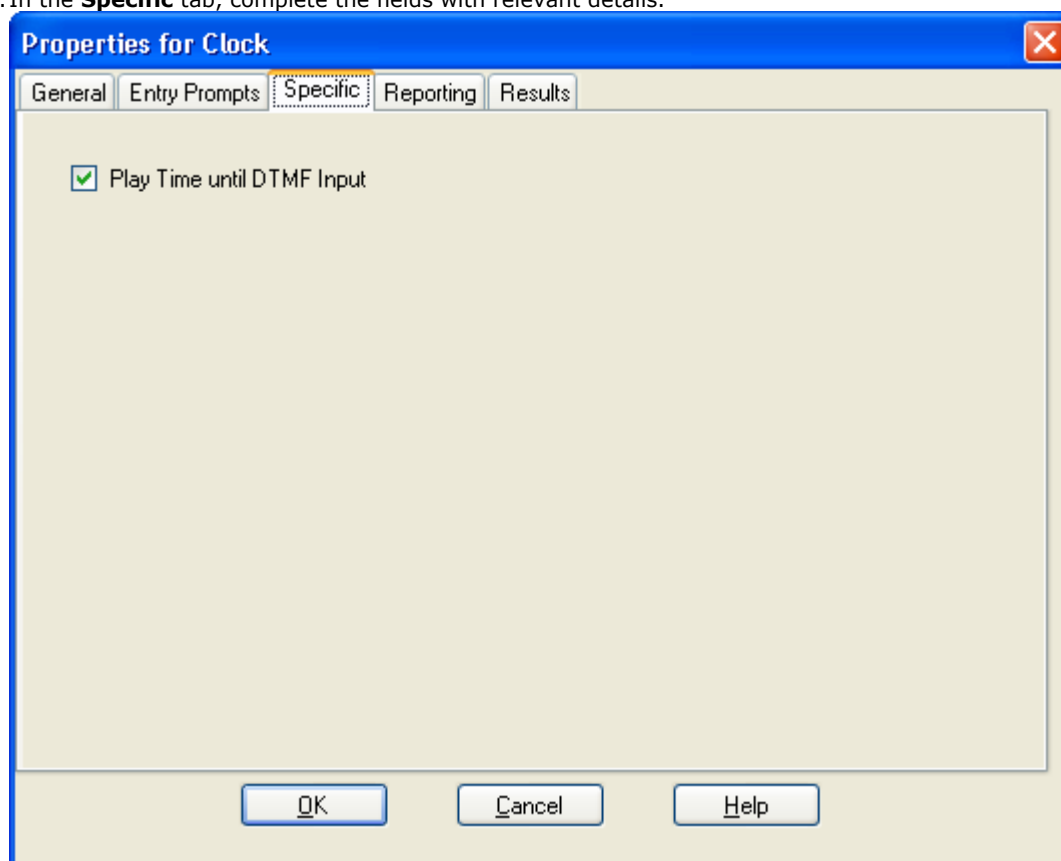 . In the Specific tab, complete the fields with relevant details.
Properties for Clock
General Entry Prompts Specific Reporting Results
Play Time until DTMF Input
OK Cancel Help